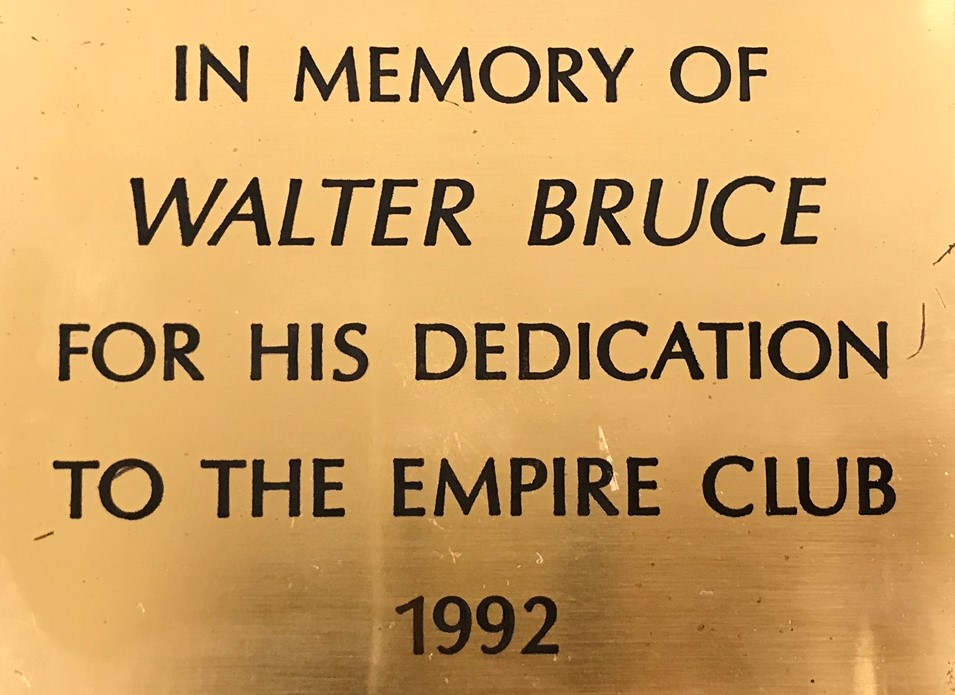 IN MEMORY OF
WALTER BRUCE
FOR HIS DEDICATION
TO THE EMPIRE CLUB
1992